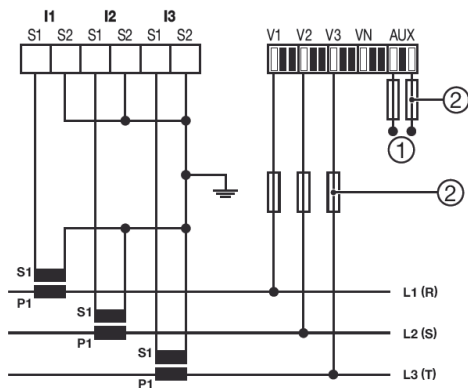 I1 I2 I3
S1 S2 S1 S2 S1 S2
V1 V2 V3 VN AUX
2
1
2
S1
P1
L1 (R)
S1
P1
L2 (S)
S1
P1
L3 (T)